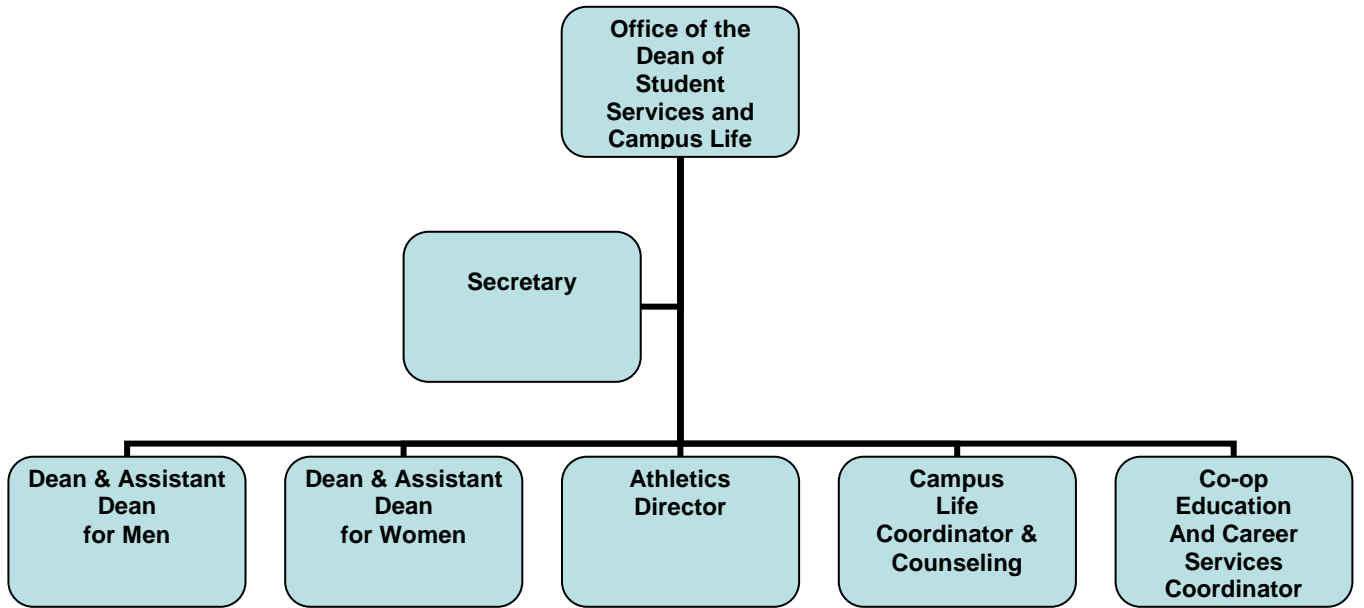 Office of the
Dean of
Student
Services and
Campus Life
Secretary
Dean & Assistant
Dean
for Men
Dean & Assistant
Dean
for Women
Athletics
Director
Campus
Life
Coordinator &
Counseling
Co-op
Education
And Career
Services
Coordinator